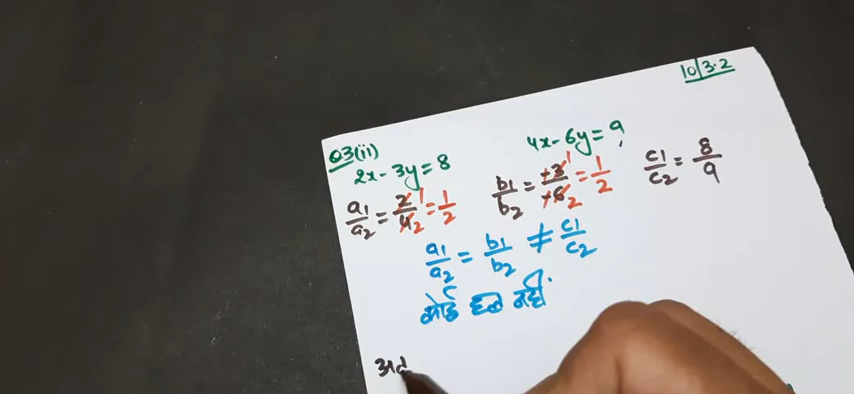 10/3.2
Q3(ii)
2x-3y=8 4x-6y=9,
a1/a2 = 2/4 = 1/2 b1/b2 = -3/-6 = 1/2 c1/c2 = 8/9
a1/a2 = b1/b2 ≠ c1/c2
कोई हल नहीं